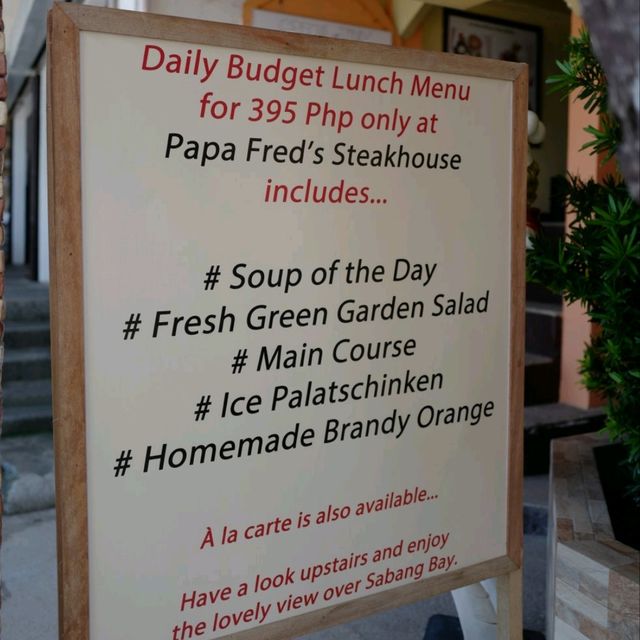 Daily Budget Lunch Menu
for 395 Php only at
Papa Fred's Steakhouse
includes...
# Soup of the Day
# Fresh Green Garden Salad
# Main Course
# Ice Palatschinken
# Homemade Brandy Orange
À la carte is also available...
Have a look upstairs and enjoy
the lovely view over Sabang Bay.